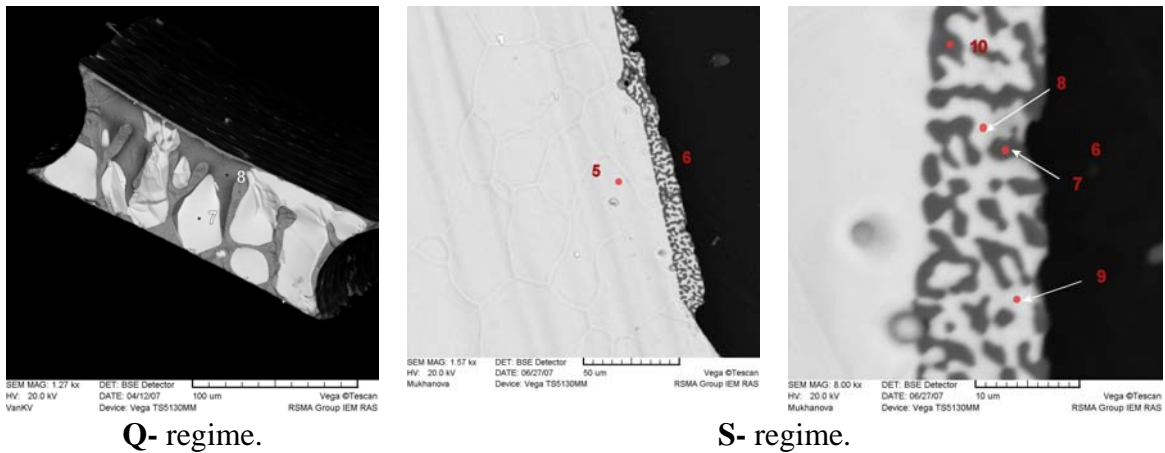 7
8
SEM MAG: 1.27 kx DET: BSE Detector
HV: 20.0 kV DATE: 04/12/07 100 um Vega ©Tescan
VanKV Device: Vega TS5130MM RSMA Group IEM RAS
5
6
SEM MAG: 1.57 kx DET: BSE Detector
HV: 20.0 kV DATE: 06/27/07 50 um Vega ©Tescan
Mukhanova Device: Vega TS5130MM RSMA Group IEM RAS
10
8
6
7
9
SEM MAG: 8.00 kx DET: BSE Detector
HV: 20.0 kV DATE: 06/27/07 10 um Vega ©Tescan
Mukhanova Device: Vega TS5130MM RSMA Group IEM RAS
Q- regime.
S- regime.